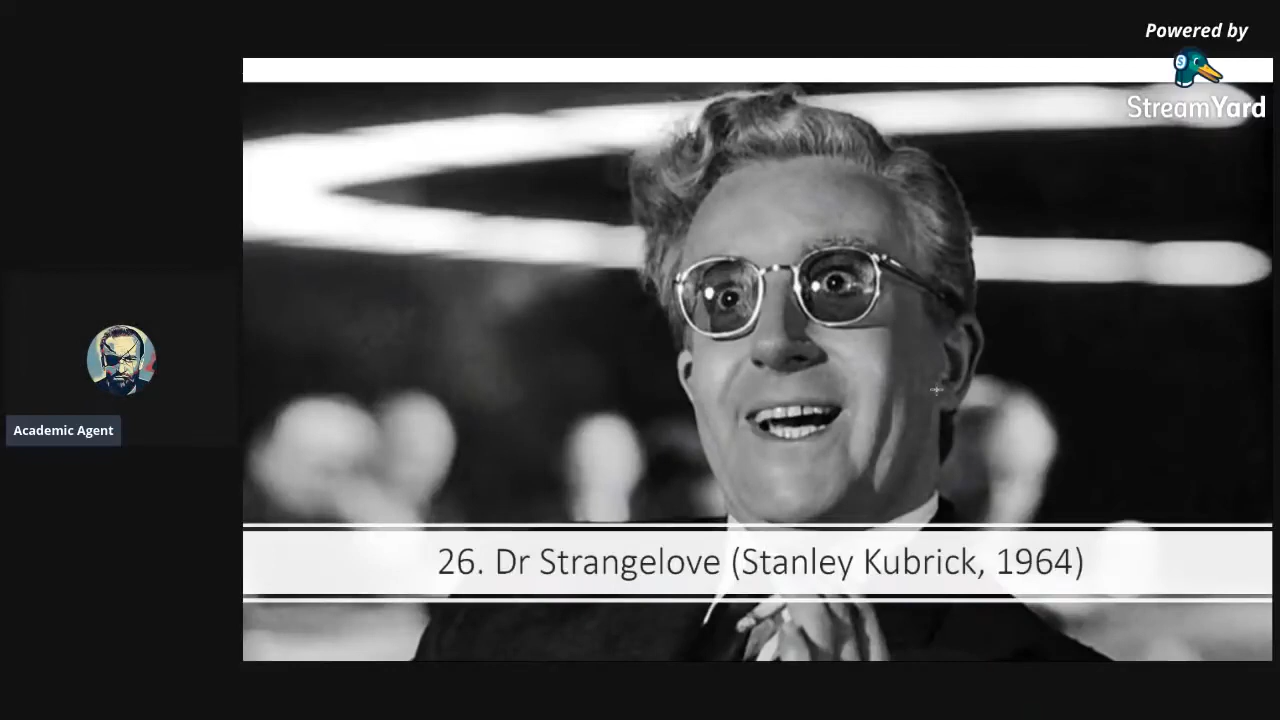 Powered by
StreamYard
Academic Agent
26. Dr Strangelove (Stanley Kubrick, 1964)